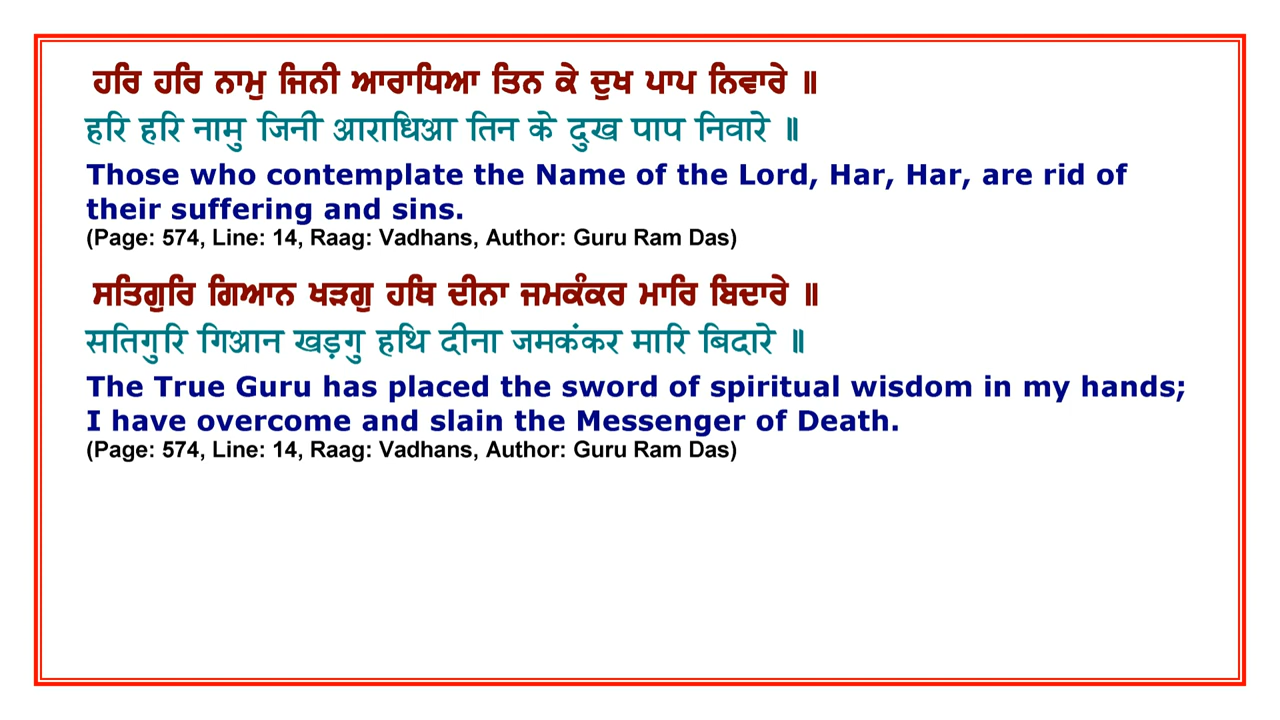 ਹਰਿ ਹਰਿ ਨਾਮੁ ਜਿਨੀ ਆਰਾਧਿਆ ਤਿਨ ਕੇ ਦੁਖ ਪਾਪ ਨਿਵਾਰੇ ॥
हरि हरि नामु जिनी आराधिआ तिन के दुख पाप निवारे ॥
Those who contemplate the Name of the Lord, Har, Har, are rid of
their suffering and sins.
(Page: 574, Line: 14, Raag: Vadhans, Author: Guru Ram Das)
ਸਤਿਗੁਰਿ ਗਿਆਨ ਖੜਗੁ ਹਥਿ ਦੀਨਾ ਜਮਕੰਕਰ ਮਾਰਿ ਬਿਦਾਰੇ ॥
सतिगुरि गिआन खड़गु हथि दीना जमकंकर मारि बिदारे ॥
The True Guru has placed the sword of spiritual wisdom in my hands;
I have overcome and slain the Messenger of Death.
(Page: 574, Line: 14, Raag: Vadhans, Author: Guru Ram Das)